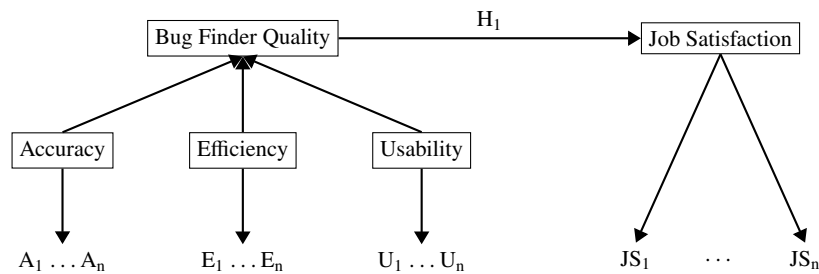 H₁
Bug Finder Quality
Job Satisfaction
Accuracy
Efficiency
Usability
A₁ … Aₙ
E₁ … Eₙ
U₁ … Uₙ
JS₁
…
JSₙ